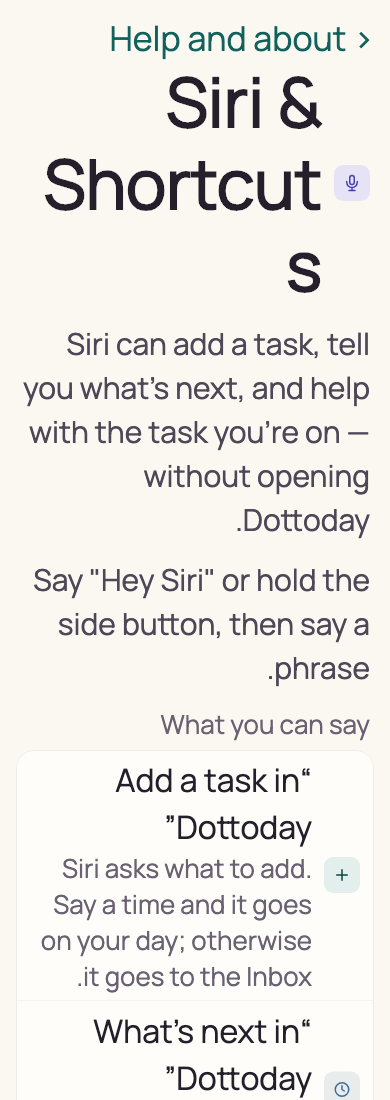 Help and about
Siri &
Shortcut
s
Siri can add a task, tell
you what's next, and help
with the task you're on —
without opening
.Dottoday
Say "Hey Siri" or hold the
side button, then say a
.phrase
What you can say
Add a task in“
”Dottoday
Siri asks what to add.
Say a time and it goes
on your day; otherwise
.it goes to the Inbox
What's next in“
”Dottoday